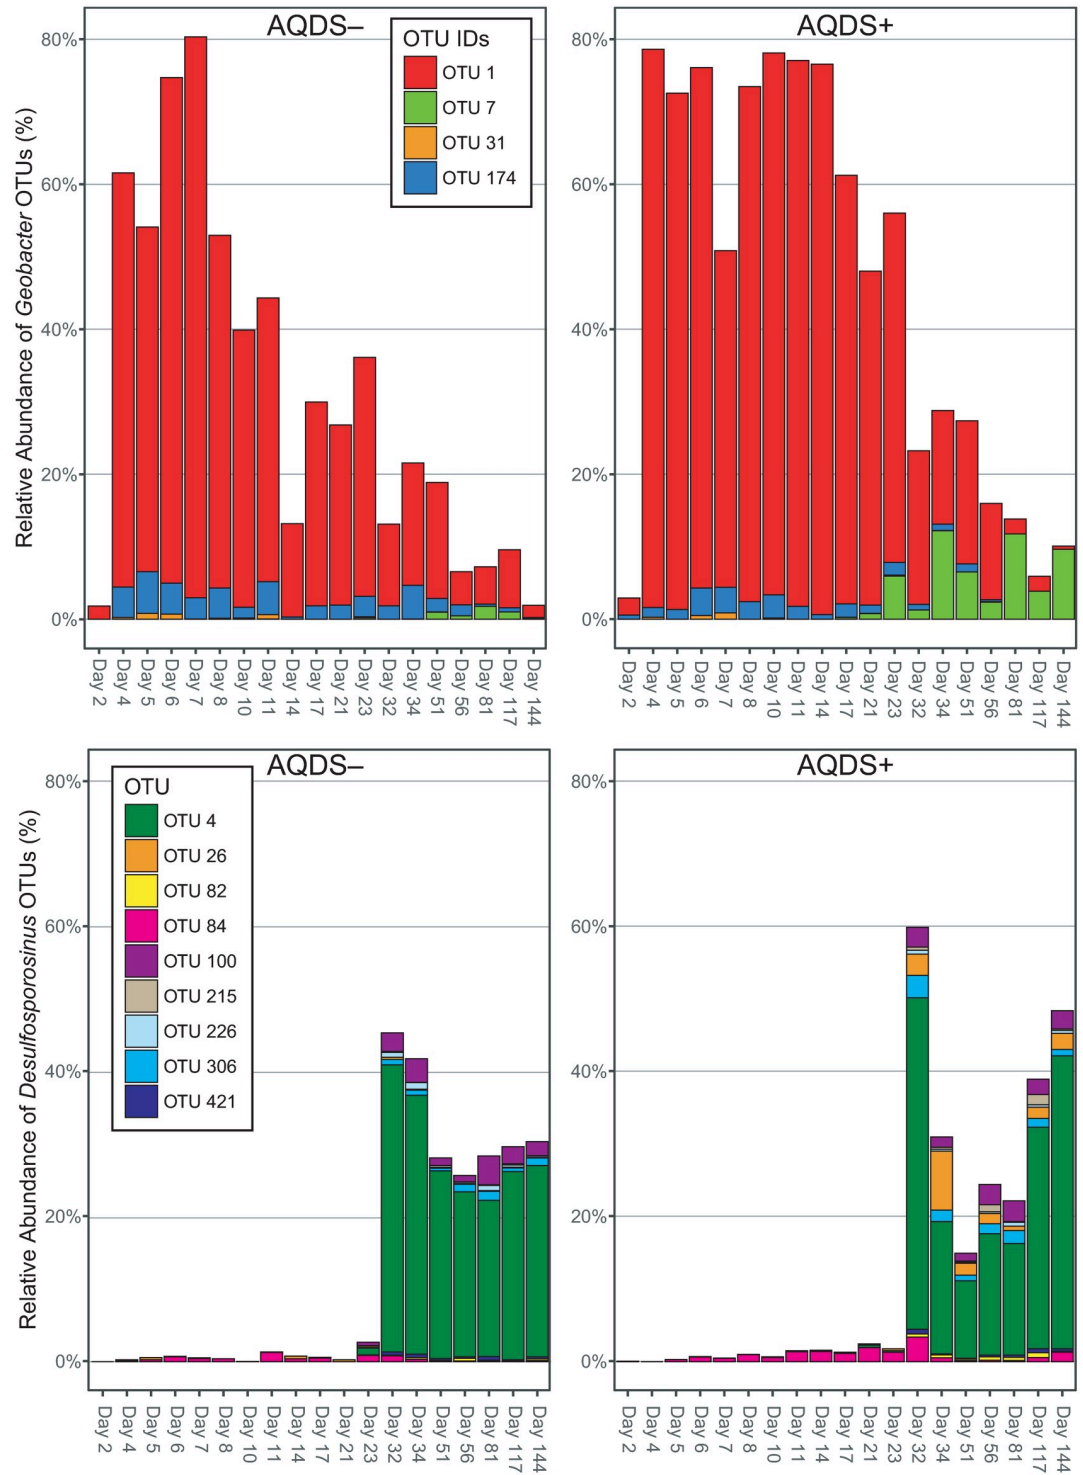 AQDS–
AQDS+
OTU IDs
OTU 1
OTU 7
OTU 31
OTU 174
Relative Abundance of Geobacter OTUs (%)
80%
60%
40%
20%
0%
80%
60%
40%
20%
0%
Day 2
Day 4
Day 5
Day 6
Day 7
Day 8
Day 10
Day 11
Day 14
Day 17
Day 21
Day 23
Day 32
Day 34
Day 51
Day 56
Day 81
Day 117
Day 144
Day 2
Day 4
Day 5
Day 6
Day 7
Day 8
Day 10
Day 11
Day 14
Day 17
Day 21
Day 23
Day 32
Day 34
Day 51
Day 56
Day 81
Day 117
Day 144
AQDS–
AQDS+
OTU
OTU 4
OTU 26
OTU 82
OTU 84
OTU 100
OTU 215
OTU 226
OTU 306
OTU 421
Relative Abundance of Desulfosporosinus OTUs (%)
80%
60%
40%
20%
0%
80%
60%
40%
20%
0%
Day 2
Day 4
Day 5
Day 6
Day 7
Day 8
Day 10
Day 11
Day 14
Day 17
Day 21
Day 23
Day 32
Day 34
Day 51
Day 56
Day 81
Day 117
Day 144
Day 2
Day 4
Day 5
Day 6
Day 7
Day 8
Day 10
Day 11
Day 14
Day 17
Day 21
Day 23
Day 32
Day 34
Day 51
Day 56
Day 81
Day 117
Day 144